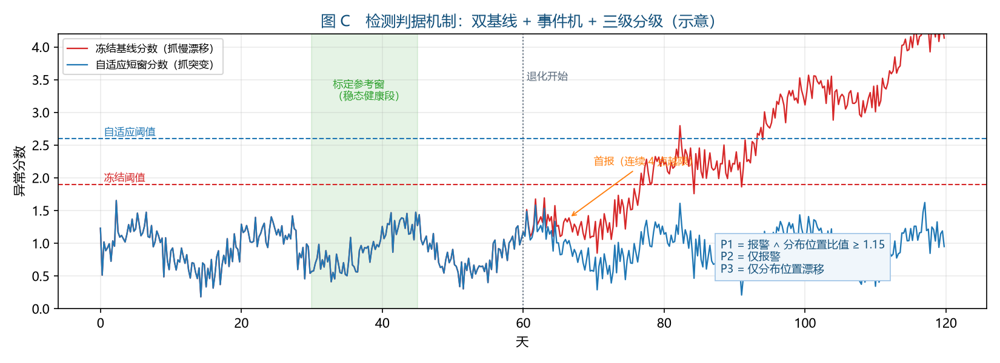 图 C 检测判据机制：双基线 + 事件机 + 三级分级（示意）
冻结基线分数（抓慢漂移）
自适应短窗分数（抓突变）
标定参考窗
（稳态健康段）
退化开始
自适应阈值
冻结阈值
首报（连续 4 点越限）
P1 = 报警 ∧ 分布位置比值 ≥ 1.15
P2 = 仅报警
P3 = 仅分布位置漂移
异常分数
4.0
3.5
3.0
2.5
2.0
1.5
1.0
0.5
0.0
0 20 40 60 80 100 120
天